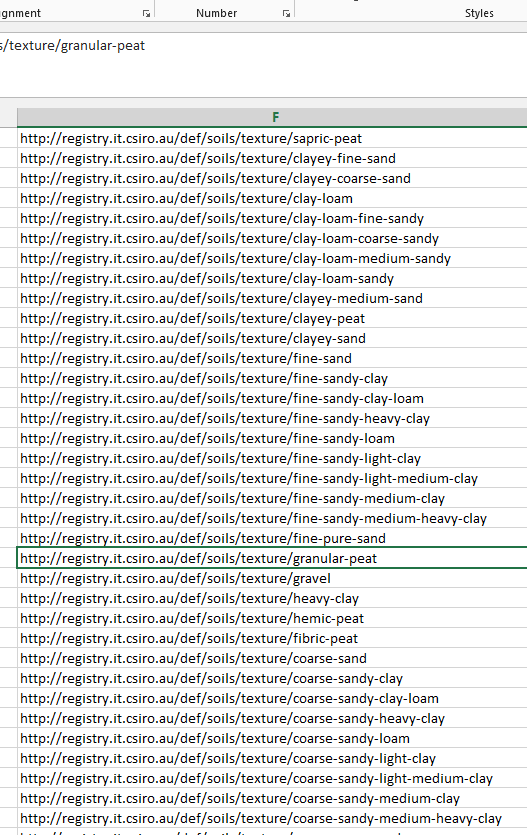 gnment
Number
Styles
s/texture/granular-peat
F
http://registry.it.csiro.au/def/soils/texture/sapric-peat
http://registry.it.csiro.au/def/soils/texture/clayey-fine-sand
http://registry.it.csiro.au/def/soils/texture/clayey-coarse-sand
http://registry.it.csiro.au/def/soils/texture/clay-loam
http://registry.it.csiro.au/def/soils/texture/clay-loam-fine-sandy
http://registry.it.csiro.au/def/soils/texture/clay-loam-coarse-sandy
http://registry.it.csiro.au/def/soils/texture/clay-loam-medium-sandy
http://registry.it.csiro.au/def/soils/texture/clay-loam-sandy
http://registry.it.csiro.au/def/soils/texture/clayey-medium-sand
http://registry.it.csiro.au/def/soils/texture/clayey-peat
http://registry.it.csiro.au/def/soils/texture/clayey-sand
http://registry.it.csiro.au/def/soils/texture/fine-sand
http://registry.it.csiro.au/def/soils/texture/fine-sandy-clay
http://registry.it.csiro.au/def/soils/texture/fine-sandy-clay-loam
http://registry.it.csiro.au/def/soils/texture/fine-sandy-heavy-clay
http://registry.it.csiro.au/def/soils/texture/fine-sandy-loam
http://registry.it.csiro.au/def/soils/texture/fine-sandy-light-clay
http://registry.it.csiro.au/def/soils/texture/fine-sandy-light-medium-clay
http://registry.it.csiro.au/def/soils/texture/fine-sandy-medium-clay
http://registry.it.csiro.au/def/soils/texture/fine-sandy-medium-heavy-clay
http://registry.it.csiro.au/def/soils/texture/fine-pure-sand
http://registry.it.csiro.au/def/soils/texture/granular-peat
http://registry.it.csiro.au/def/soils/texture/gravel
http://registry.it.csiro.au/def/soils/texture/heavy-clay
http://registry.it.csiro.au/def/soils/texture/hemic-peat
http://registry.it.csiro.au/def/soils/texture/fibric-peat
http://registry.it.csiro.au/def/soils/texture/coarse-sand
http://registry.it.csiro.au/def/soils/texture/coarse-sandy-clay
http://registry.it.csiro.au/def/soils/texture/coarse-sandy-clay-loam
http://registry.it.csiro.au/def/soils/texture/coarse-sandy-heavy-clay
http://registry.it.csiro.au/def/soils/texture/coarse-sandy-loam
http://registry.it.csiro.au/def/soils/texture/coarse-sandy-light-clay
http://registry.it.csiro.au/def/soils/texture/coarse-sandy-light-medium-clay
http://registry.it.csiro.au/def/soils/texture/coarse-sandy-medium-clay
http://registry.it.csiro.au/def/soils/texture/coarse-sandy-medium-heavy-clay